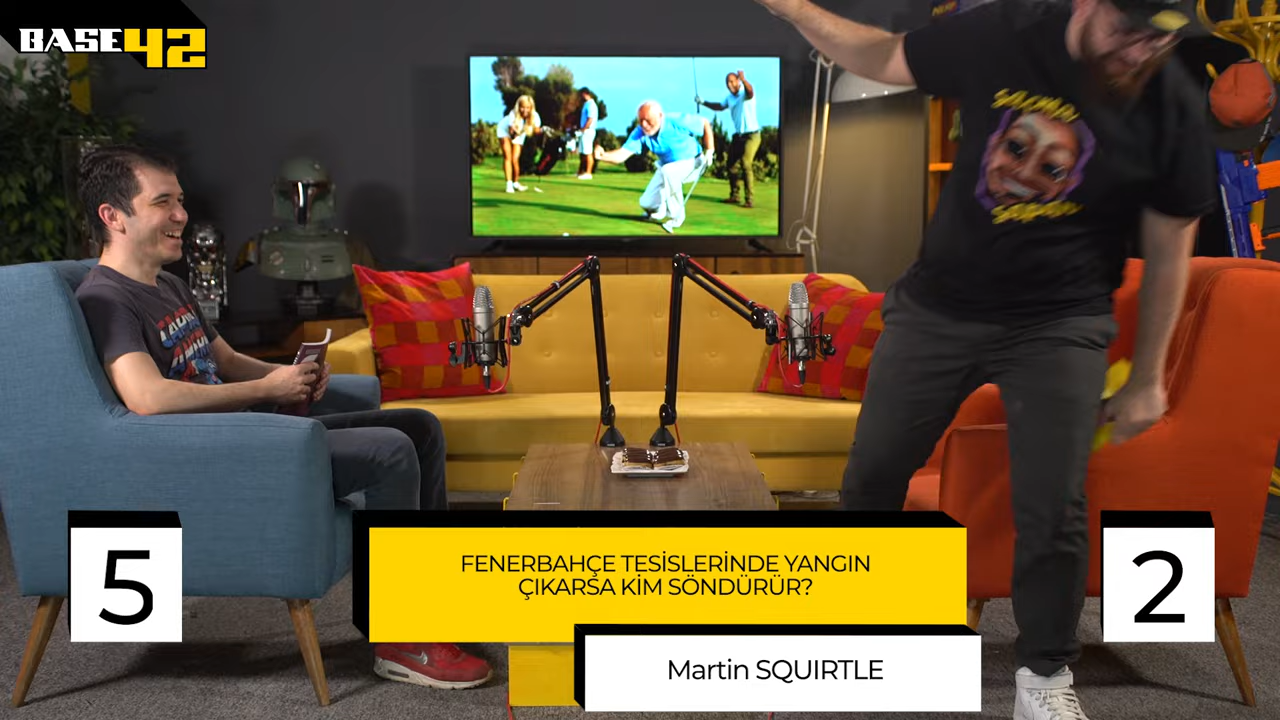 BASE42
FENERBAHÇE TESİSLERİNDE YANGIN
ÇIKARSA KİM SÖNDÜRÜR?
5
2
Martin SQUIRTLE